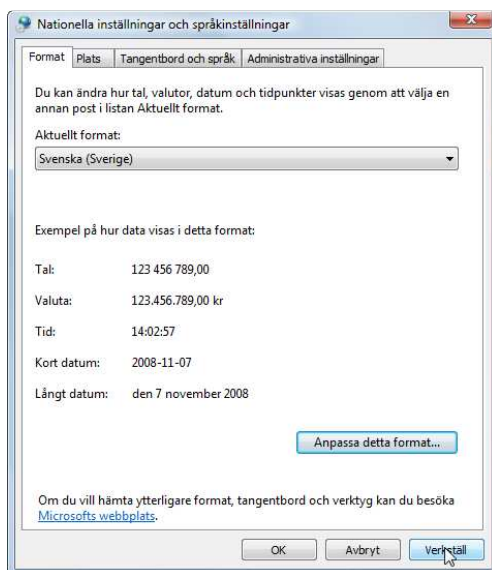 Nationella inställningar och språkinställningar
Format Plats Tangentbord och språk Administrativa inställningar
Du kan ändra hur tal, valutor, datum och tidpunkter visas genom att välja en
annan post i listan Aktuellt format.
Aktuellt format:
Svenska (Sverige)
Exempel på hur data visas i detta format:
Tal: 123 456 789,00
Valuta: 123.456.789,00 kr
Tid: 14:02:57
Kort datum: 2008-11-07
Långt datum: den 7 november 2008
Anpassa detta format...
Om du vill hämta ytterligare format, tangentbord och verktyg kan du besöka
Microsofts webbplats.
OK Avbryt Verkställ